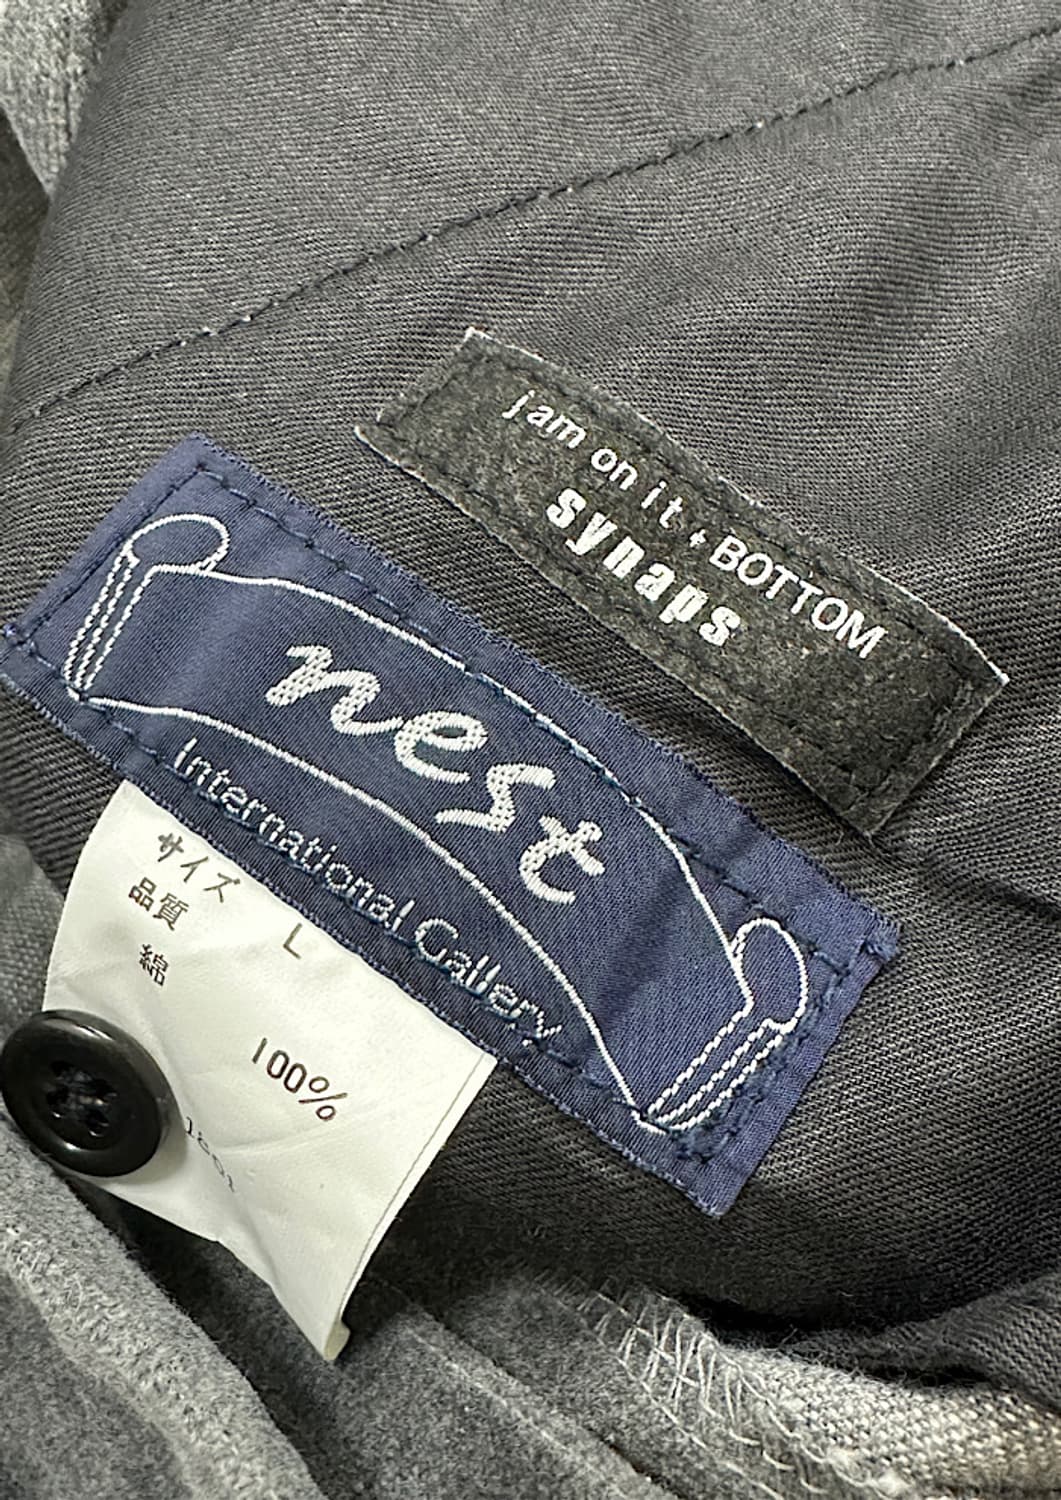 jam on it + BOTTOM
synaps
nest
International Gallery
サイズ L
品質
綿 100%